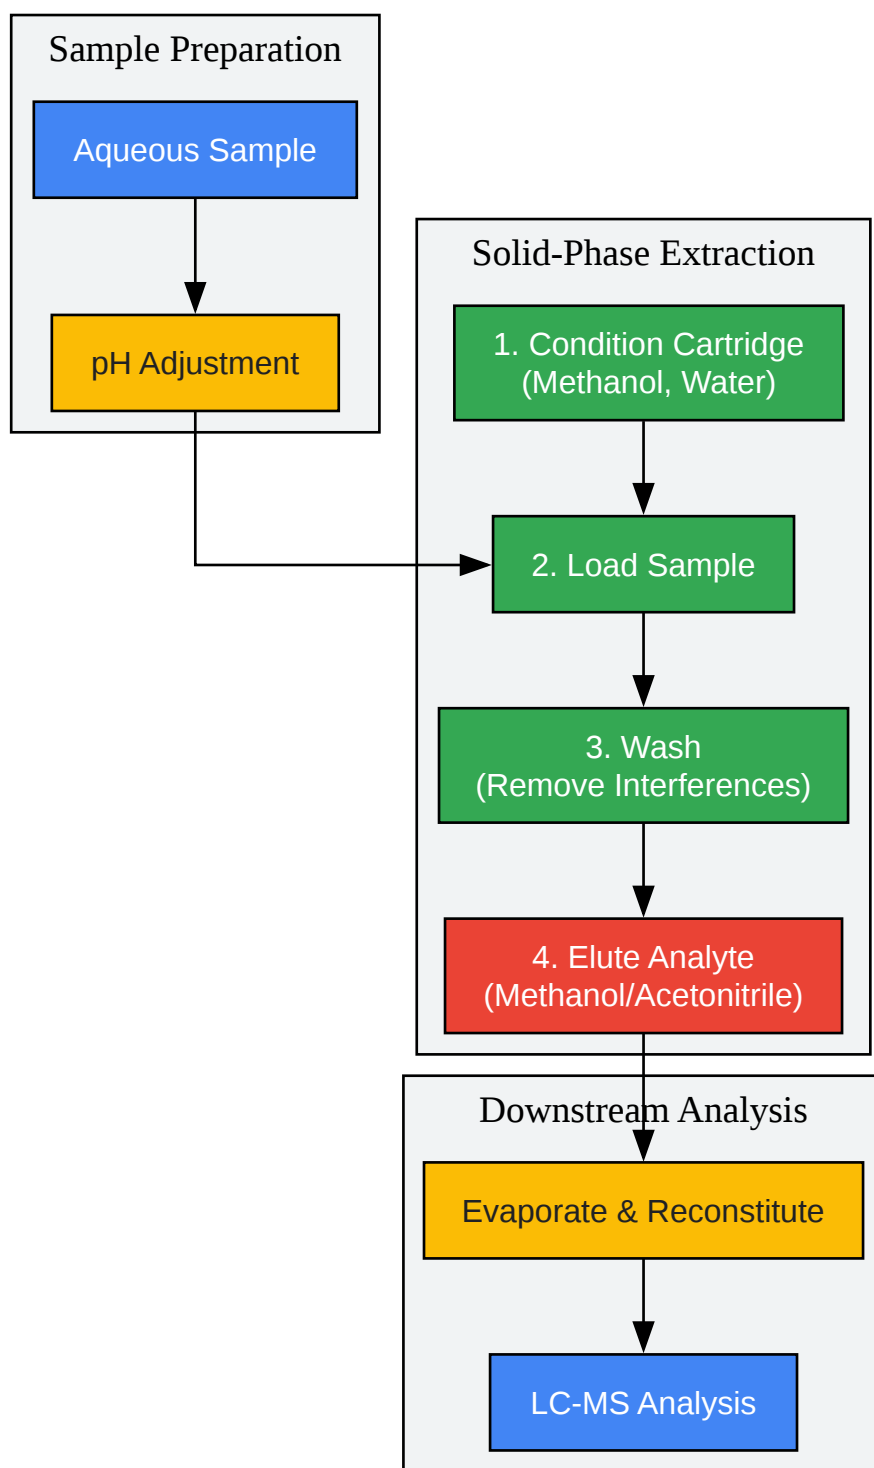 Sample Preparation
Aqueous Sample
pH Adjustment
Solid-Phase Extraction
1. Condition Cartridge
(Methanol, Water)
2. Load Sample
3. Wash
(Remove Interferences)
4. Elute Analyte
(Methanol/Acetonitrile)
Downstream Analysis
Evaporate & Reconstitute
LC-MS Analysis